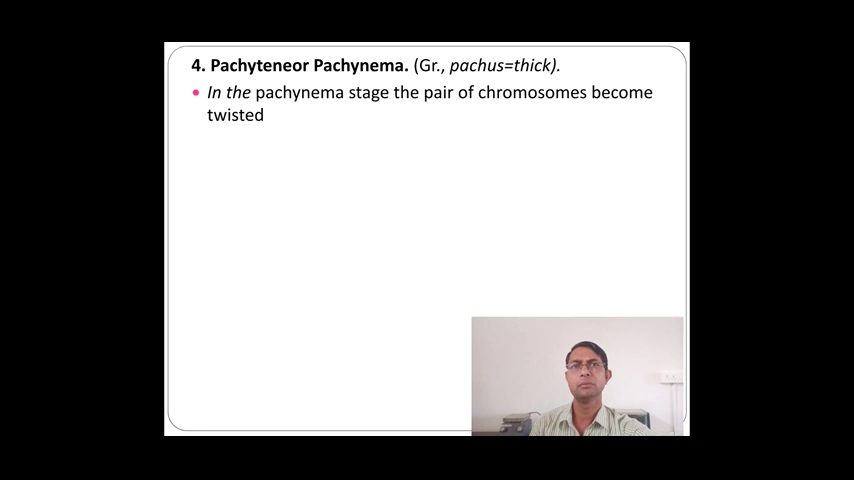 4. Pachyteneor Pachynema. (Gr., pachus=thick).
• In the pachynema stage the pair of chromosomes become
twisted